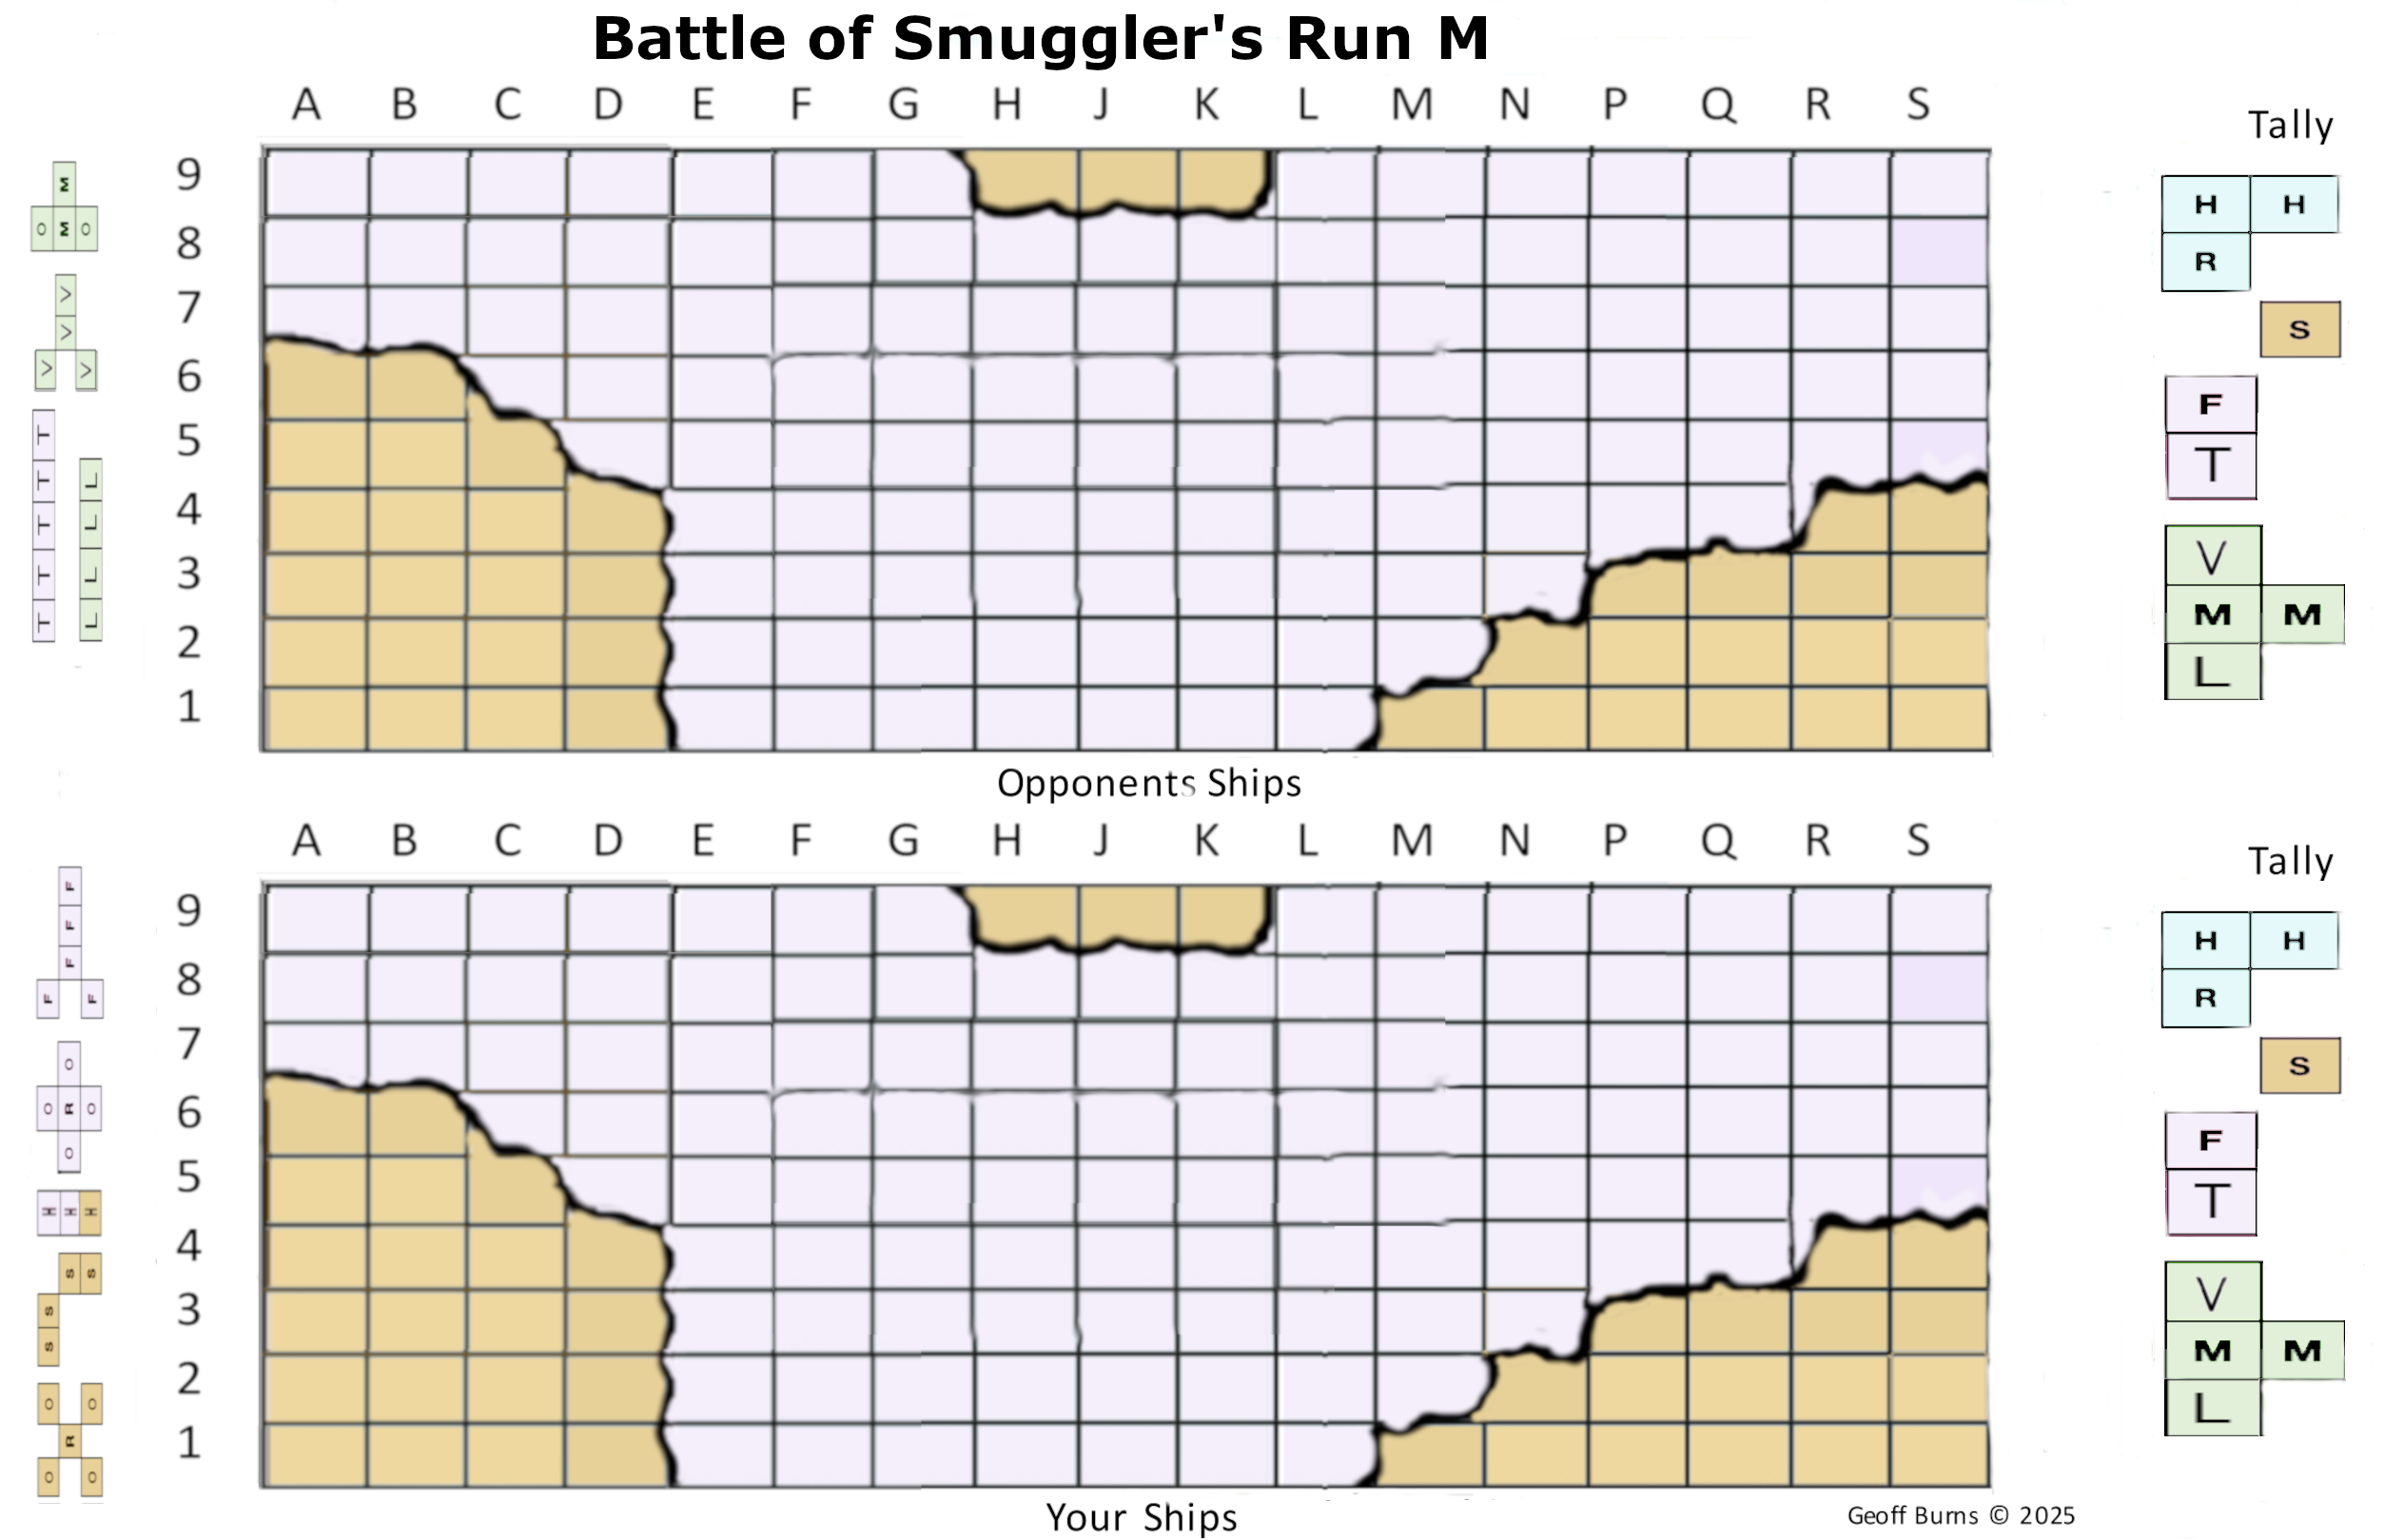 Battle of Smuggler's Run M
A B C D E F G H J K L M N P Q R S
Tally
9
8
7
6
5
4
3
2
1
M
O M O
V
V
V V
T
T L
T L
T L
T L
H H
R
S
F
T
V
M M
L
Opponents Ships
A B C D E F G H J K L M N P Q R S
Tally
9
8
7
6
5
4
3
2
1
F
F
F
F F
O
O R O
O
H H H
S S
S
S
O O
R
O O
H H
R
S
F
T
V
M M
L
Your Ships
Geoff Burns © 2025